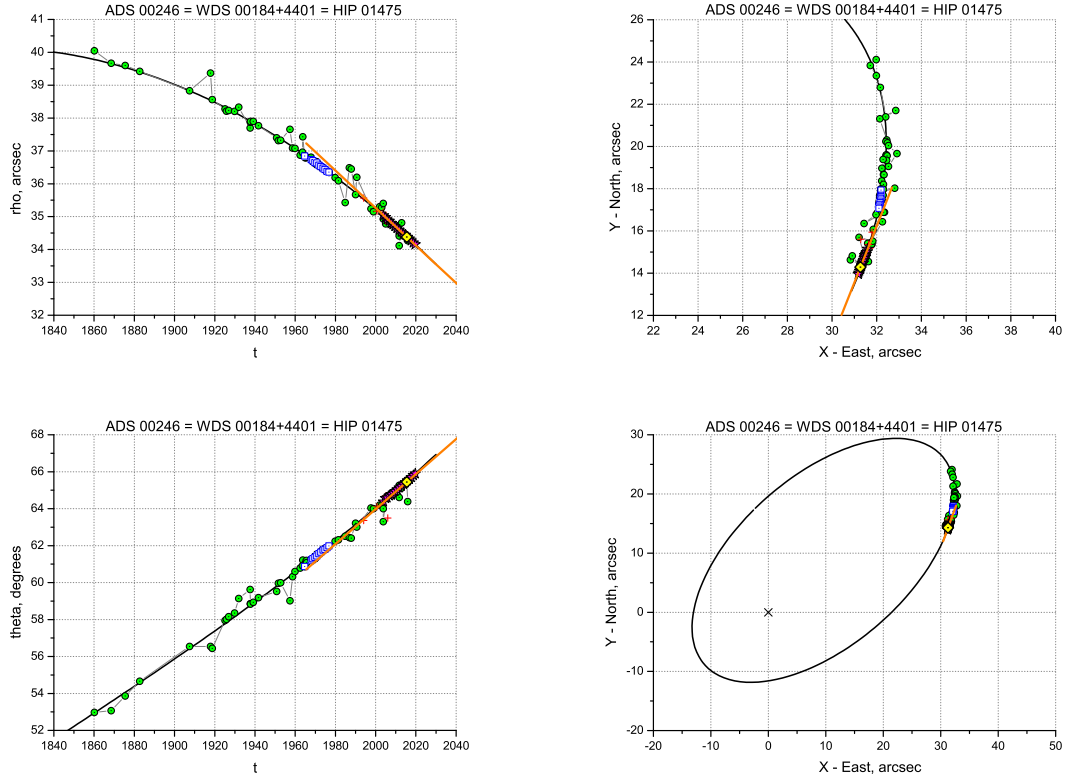 ADS 00246 = WDS 00184+4401 = HIP 01475
41
40
39
38
37
36
35
34
33
32
rho, arcsec
1840 1860 1880 1900 1920 1940 1960 1980 2000 2020 2040
t
ADS 00246 = WDS 00184+4401 = HIP 01475
26
24
22
20
18
16
14
12
Y - North, arcsec
22 24 26 28 30 32 34 36 38 40
X - East, arcsec
ADS 00246 = WDS 00184+4401 = HIP 01475
68
66
64
62
60
58
56
54
52
theta, degrees
1840 1860 1880 1900 1920 1940 1960 1980 2000 2020 2040
t
ADS 00246 = WDS 00184+4401 = HIP 01475
30
20
10
0
-10
-20
Y - North, arcsec
-20 -10 0 10 20 30 40 50
X - East, arcsec